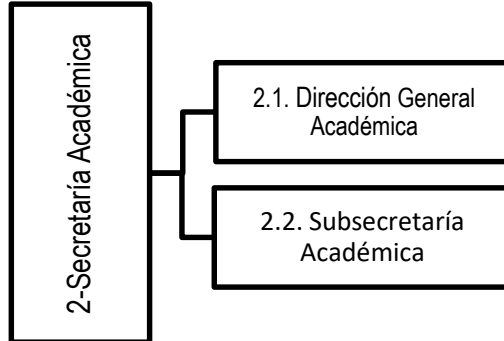 2-Secretaría Académica
2.1. Dirección General
Académica
2.2. Subsecretaría
Académica